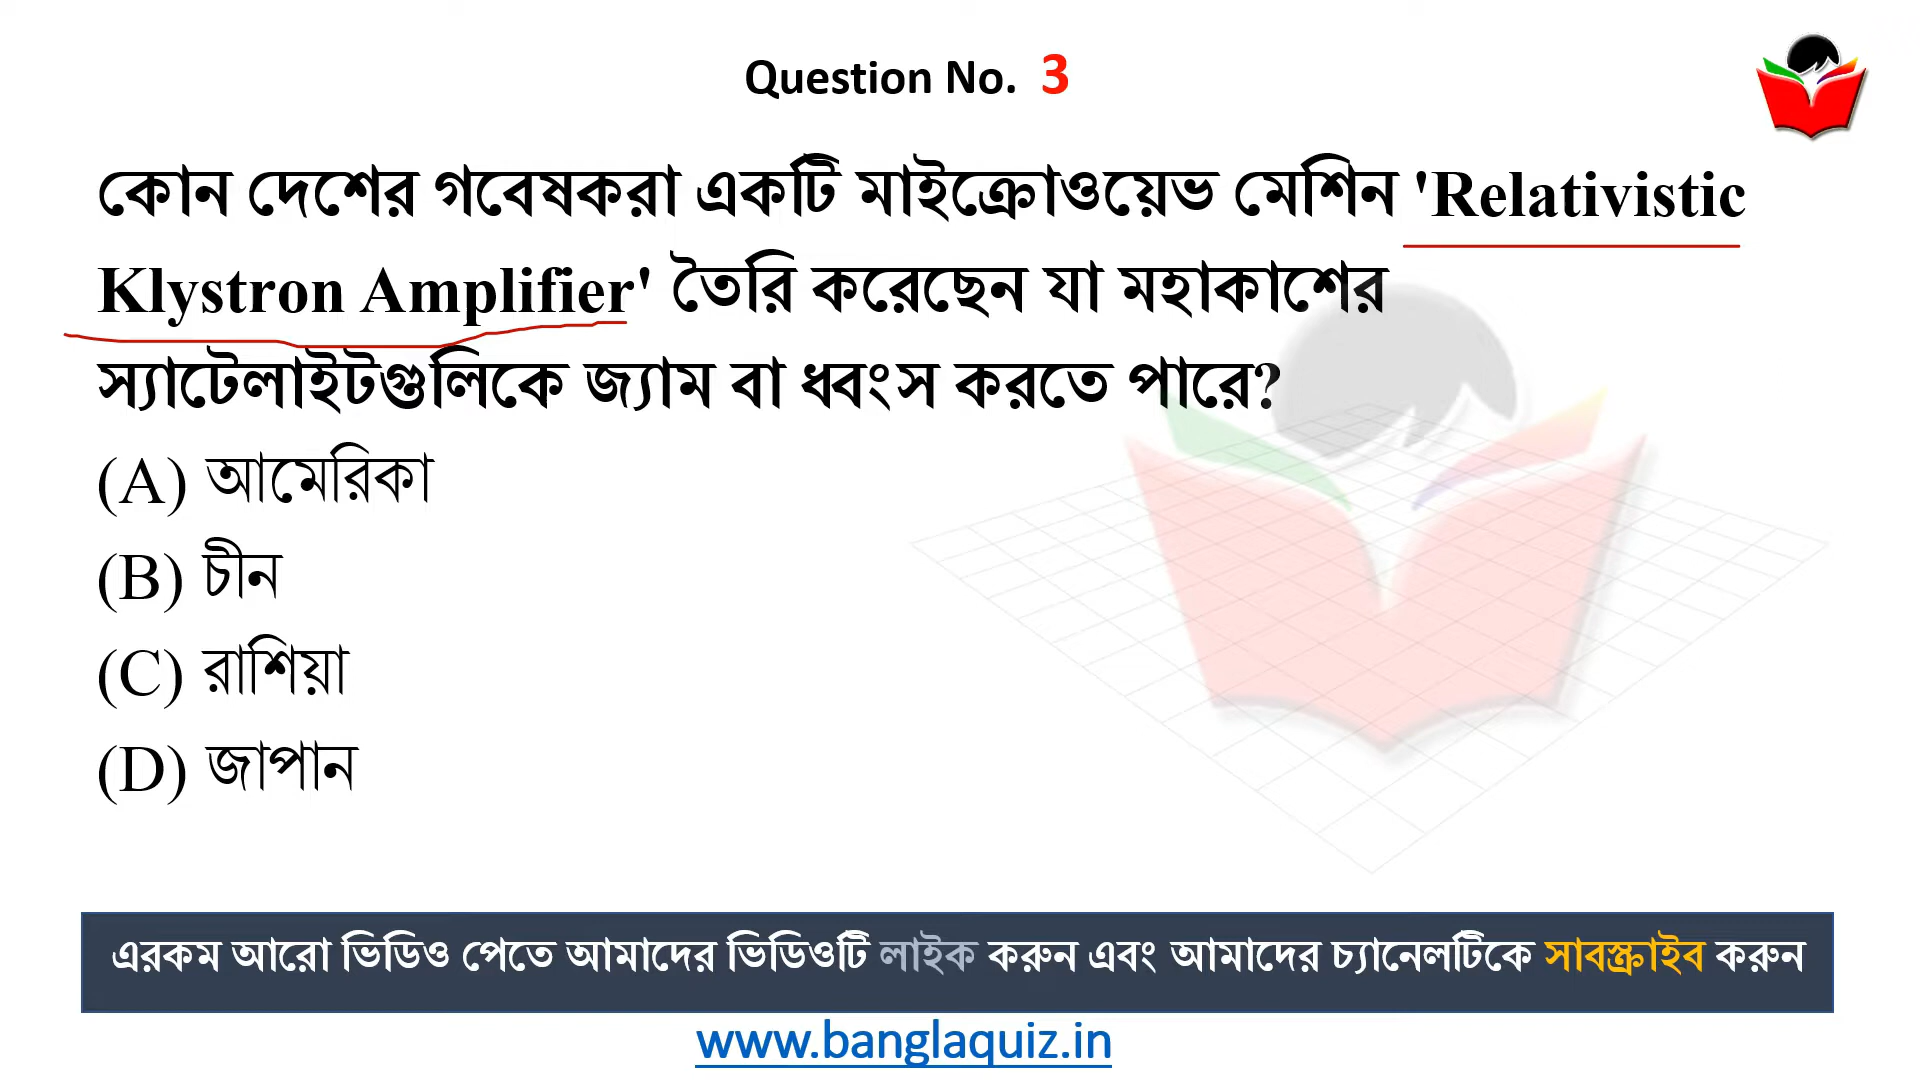 Question No. 3
কোন দেশের গবেষকরা একটি মাইক্রোওয়েভ মেশিন 'Relativistic
Klystron Amplifier' তৈরি করেছেন যা মহাকাশের
স্যাটেলাইটগুলিকে জ্যাম বা ধ্বংস করতে পারে?
(A) আমেরিকা
(B) চীন
(C) রাশিয়া
(D) জাপান
এরকম আরো ভিডিও পেতে আমাদের ভিডিওটি লাইক করুন এবং আমাদের চ্যানেলটিকে সাবস্ক্রাইব করুন
www.banglaquiz.in